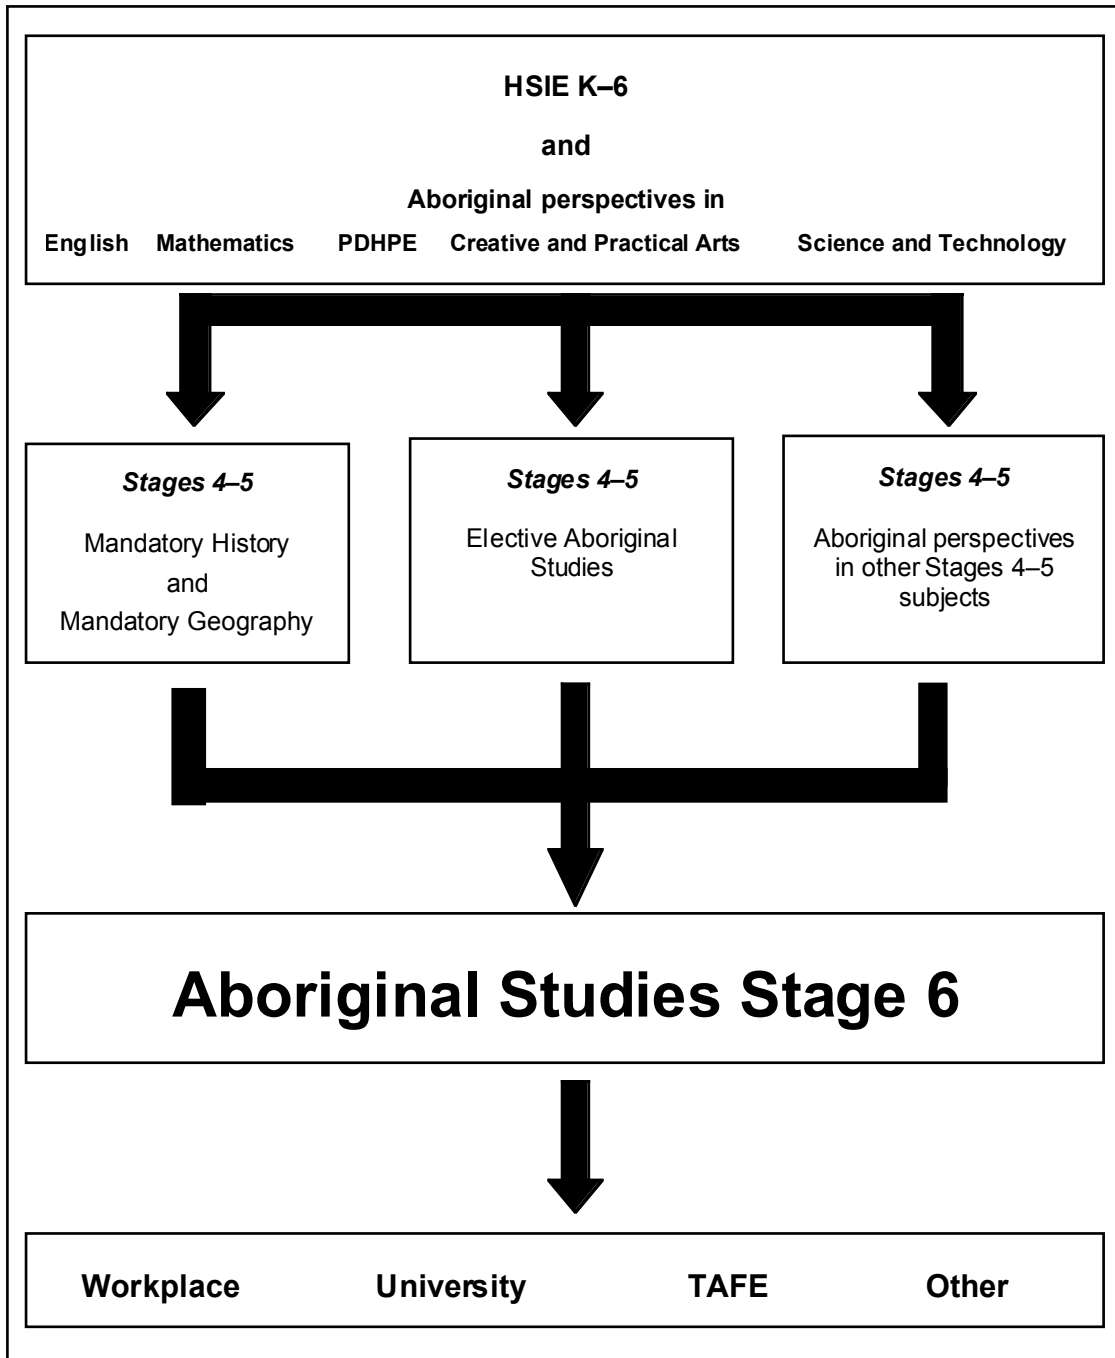 HSIE K–6
and
Aboriginal perspectives in
English Mathematics PDHPE Creative and Practical Arts Science and Technology
Stages 4–5
Mandatory History
and
Mandatory Geography
Stages 4–5
Elective Aboriginal
Studies
Stages 4–5
Aboriginal perspectives
in other Stages 4–5
subjects
Aboriginal Studies Stage 6
Workplace University TAFE Other